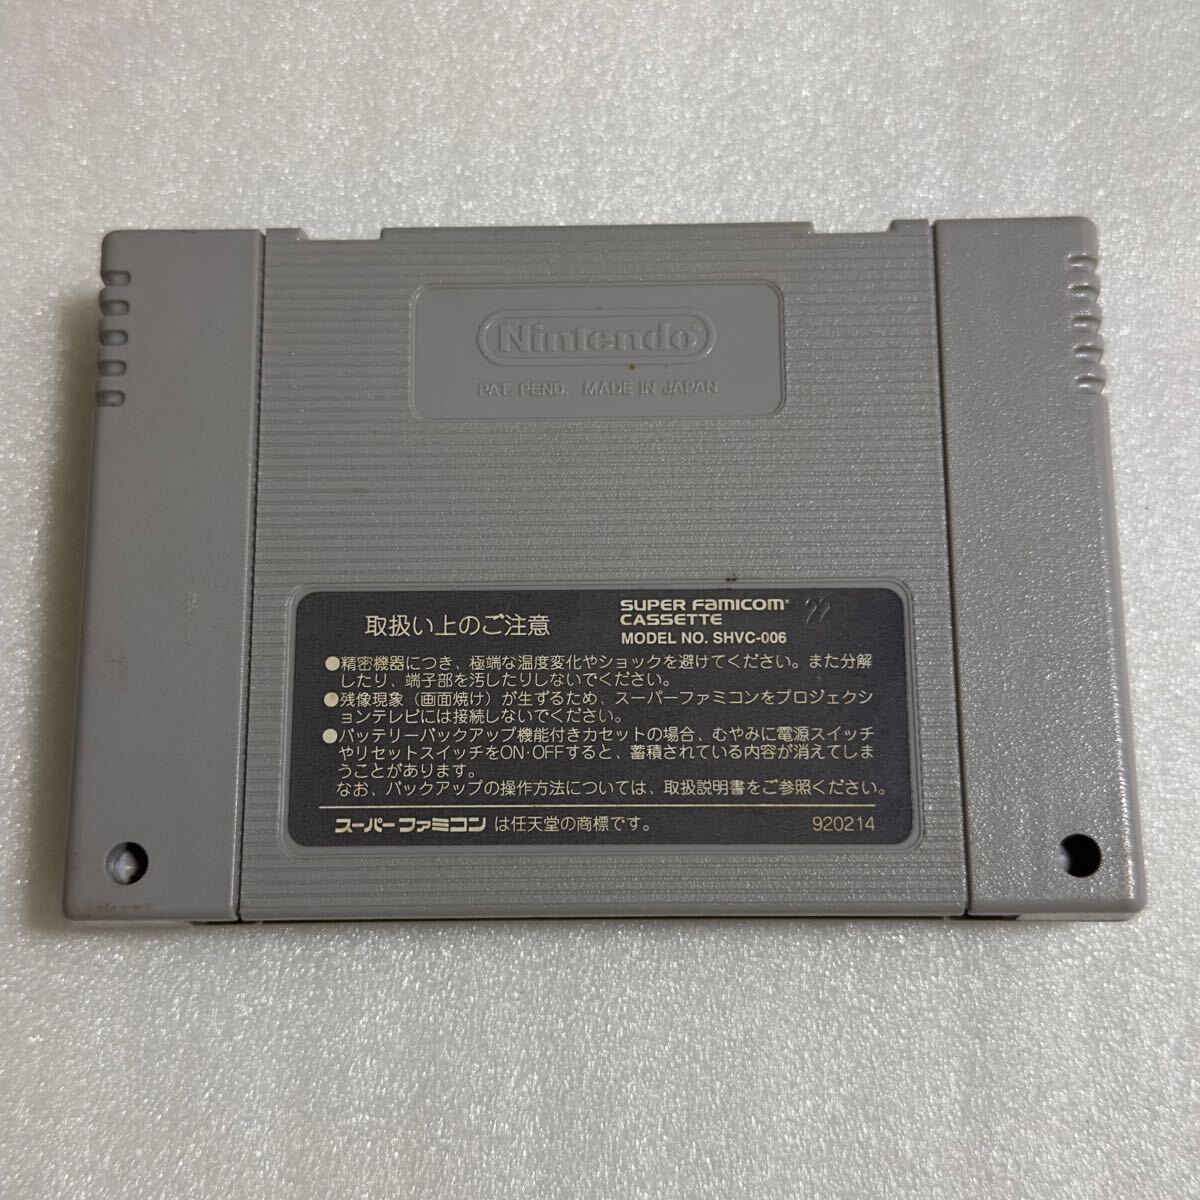 Nintendo
PAT. PEND. MADE IN JAPAN
取扱い上のご注意
SUPER FAMICOM
CASSETTE
MODEL NO. SHVC-006
22
●精密機器につき、極端な温度変化やショックを避けてください。また分解
したり、端子部を汚したりしないでください。
●残像現象（画面焼け）が生ずるため、スーパーファミコンをプロジェクシ
ョンテレビには接続しないでください。
●バッテリーバックアップ機能付きカセットの場合、むやみに電源スイッチ
やリセットスイッチをON・OFFすると、蓄積されている内容が消えてしま
うことがあります。
なお、バックアップの操作方法については、取扱説明書をご参照ください。
スーパーファミコン は任天堂の商標です。
920214